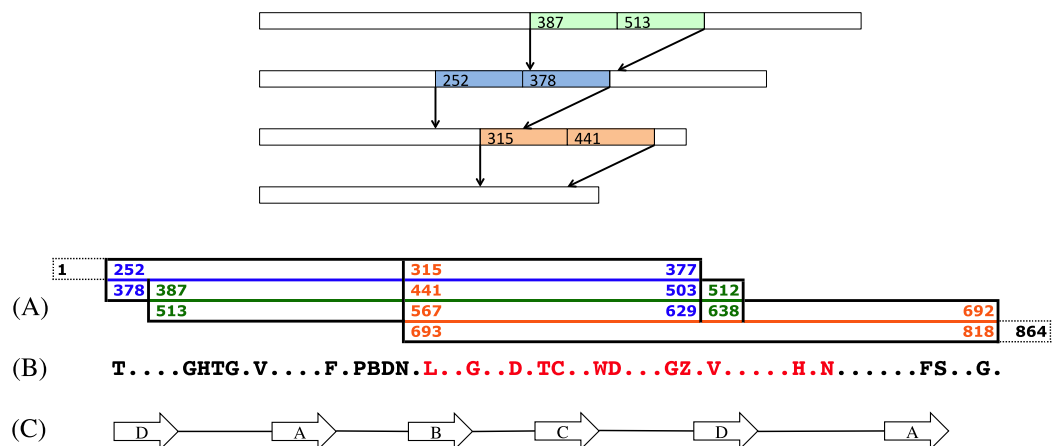 387 513
252 378
315 441
1 252 315 377
378 387 441 503 512
(A) 513 567 629 638 692
693 818 864
(B) T....GHTG.V....F.PBDN.L..G..D.TC..WD...GZ.V.....H.N......FS..G.
(C) D A B C D A